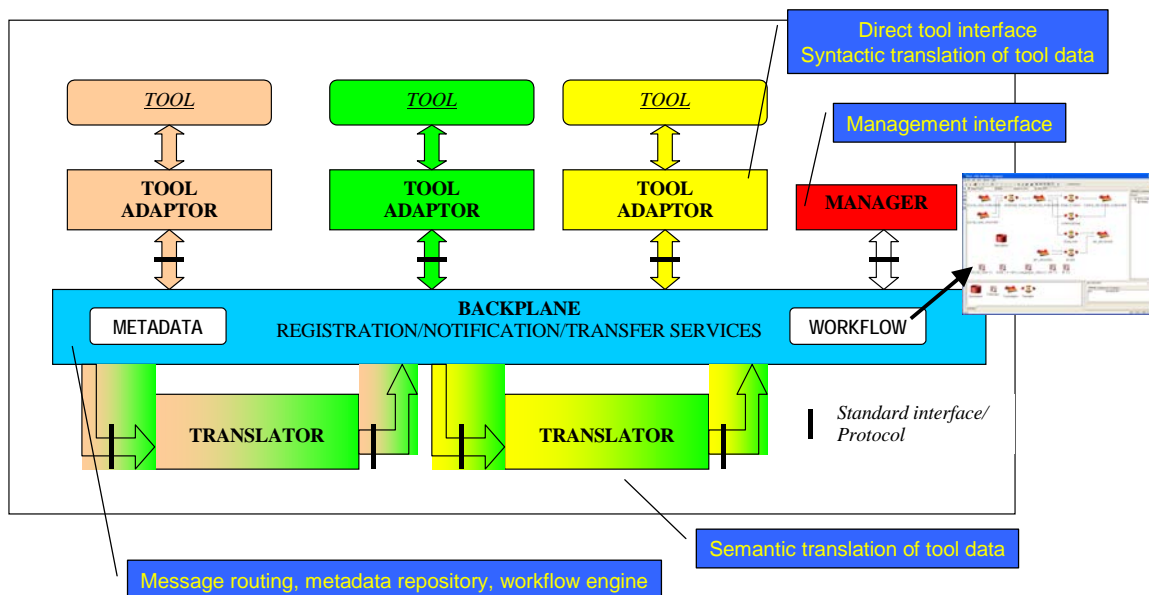 Direct tool interface
Syntactic translation of tool data
TOOL
TOOL
TOOL
Management interface
TOOL
ADAPTOR
TOOL
ADAPTOR
TOOL
ADAPTOR
MANAGER
BACKPLANE
METADATA
REGISTRATION/NOTIFICATION/TRANSFER SERVICES
WORKFLOW
TRANSLATOR
TRANSLATOR
Standard interface/
Protocol
Semantic translation of tool data
Message routing, metadata repository, workflow engine